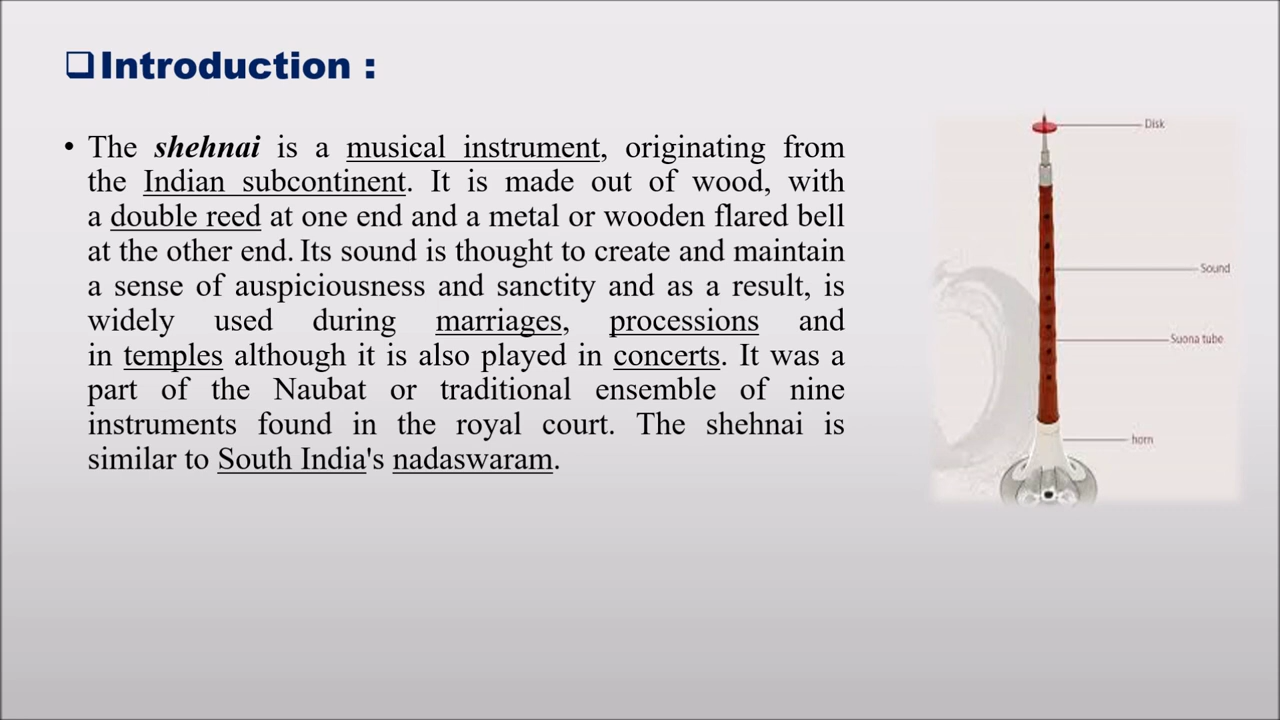 ❑Introduction :
• The shehnai is a musical instrument, originating from
the Indian subcontinent. It is made out of wood, with
a double reed at one end and a metal or wooden flared bell
at the other end. Its sound is thought to create and maintain
a sense of auspiciousness and sanctity and as a result, is
widely used during marriages, processions and
in temples although it is also played in concerts. It was a
part of the Naubat or traditional ensemble of nine
instruments found in the royal court. The shehnai is
similar to South India's nadaswaram.
Disk
Sound
Suona tube
horn